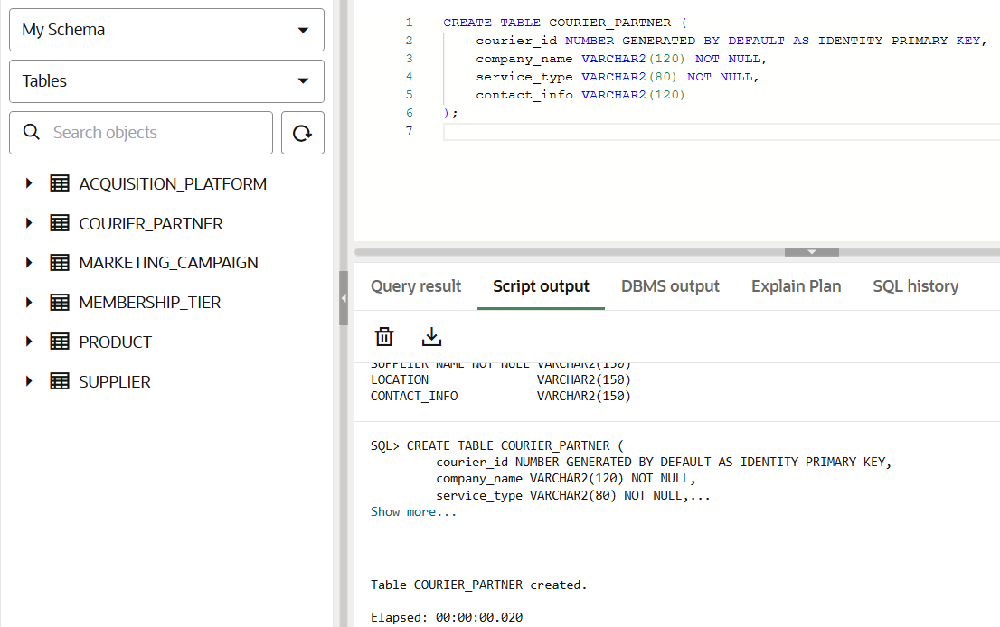 My Schema
Tables
Search objects
ACQUISITION_PLATFORM
COURIER_PARTNER
MARKETING_CAMPAIGN
MEMBERSHIP_TIER
PRODUCT
SUPPLIER
1 CREATE TABLE COURIER_PARTNER (
2 courier_id NUMBER GENERATED BY DEFAULT AS IDENTITY PRIMARY KEY,
3 company_name VARCHAR2(120) NOT NULL,
4 service_type VARCHAR2(80) NOT NULL,
5 contact_info VARCHAR2(120)
6 );
7
Query result Script output DBMS output Explain Plan SQL history
SUPPLIER_NAME NOT NULL VARCHAR2(150)
LOCATION VARCHAR2(150)
CONTACT_INFO VARCHAR2(150)
SQL> CREATE TABLE COURIER_PARTNER (
courier_id NUMBER GENERATED BY DEFAULT AS IDENTITY PRIMARY KEY,
company_name VARCHAR2(120) NOT NULL,
service_type VARCHAR2(80) NOT NULL,...
Show more...
Table COURIER_PARTNER created.
Elapsed: 00:00:00.020